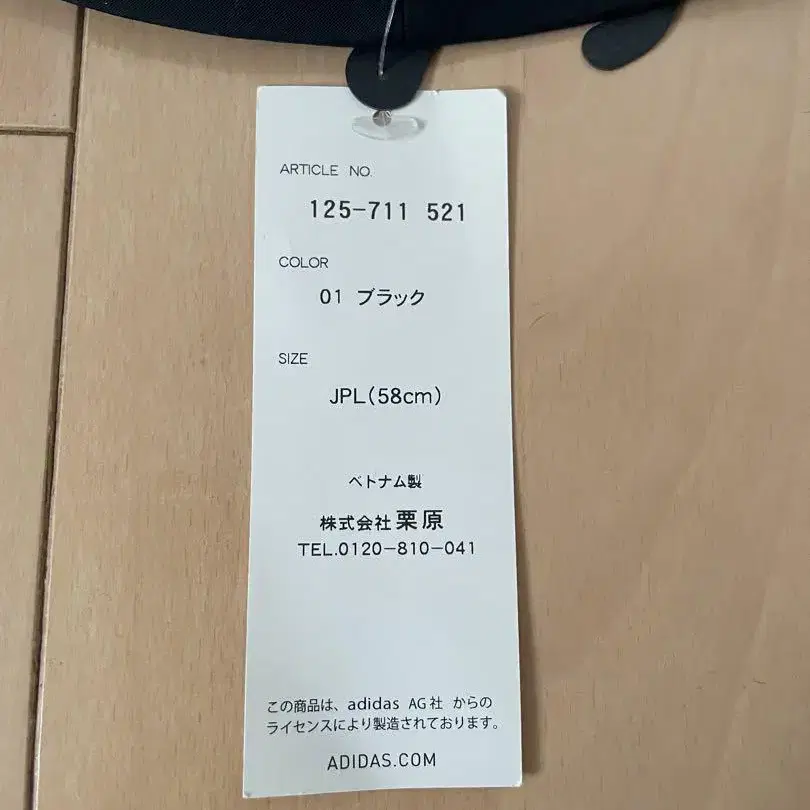 ARTICLE NO.
125-711 521
COLOR
01 ブラック
SIZE
JPL(58cm)
ベトナム製
株式会社 栗原
TEL.0120-810-041
この商品は、adidas AG社 からの
ライセンスにより製造されております。
ADIDAS.COM